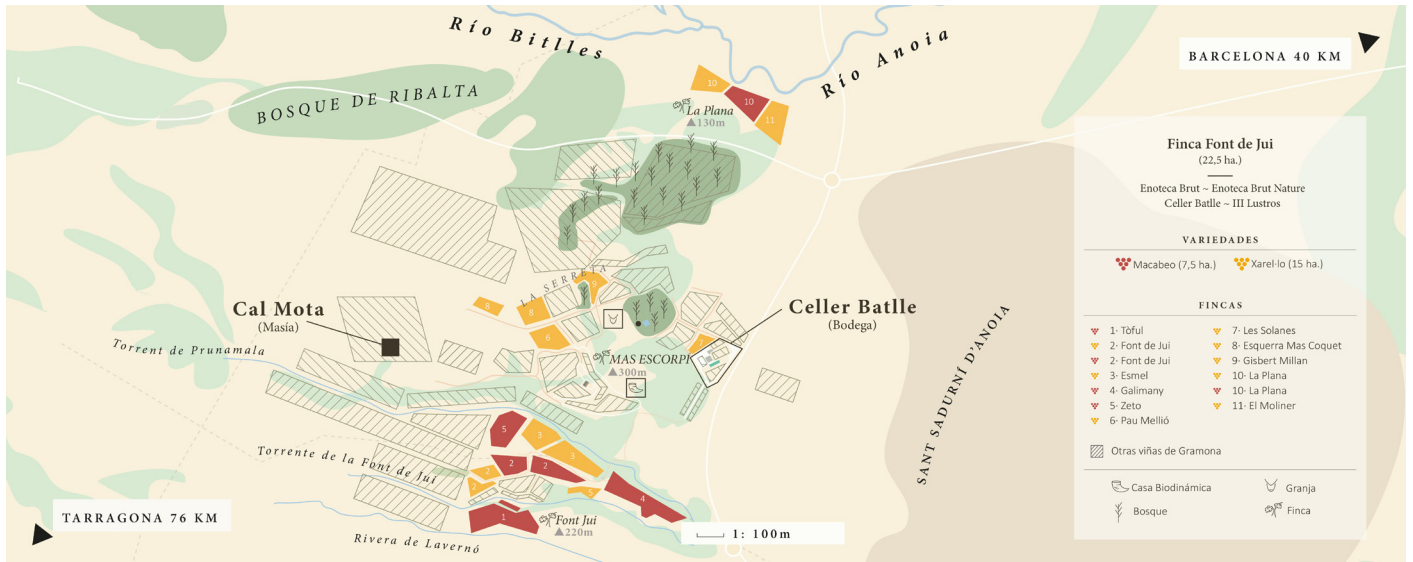 Río Bitlles
Río Anoia
BARCELONA 40 KM
BOSQUE DE RIBALTA
10
10
11
La Plana
130m
LA SERRETA
9
8
8
6
7
Cal Mota
(Masía)
Celler Batlle
(Bodega)
MAS ESCORPÍ
300m
Torrent de Prunamala
SANT SADURNÍ D'ANOIA
5
3
3
2
2
2
2
5
4
1
Torrente de la Font de Jui
Font Jui
220m
Rivera de Lavernó
TARRAGONA 76 KM
1: 100m
Finca Font de Jui
(22,5 ha.)
Enoteca Brut ~ Enoteca Brut Nature
Celler Batlle ~ III Lustros
VARIEDADES
Macabeo (7,5 ha.) Xarel·lo (15 ha.)
FINCAS
1· Tòful
2· Font de Jui
2· Font de Jui
3· Esmel
4· Galimany
5· Zeto
6· Pau Mellió
7· Les Solanes
8· Esquerra Mas Coquet
9· Gisbert Millan
10· La Plana
10· La Plana
11· El Moliner
Otras viñas de Gramona
Casa Biodinámica
Granja
Bosque
Finca